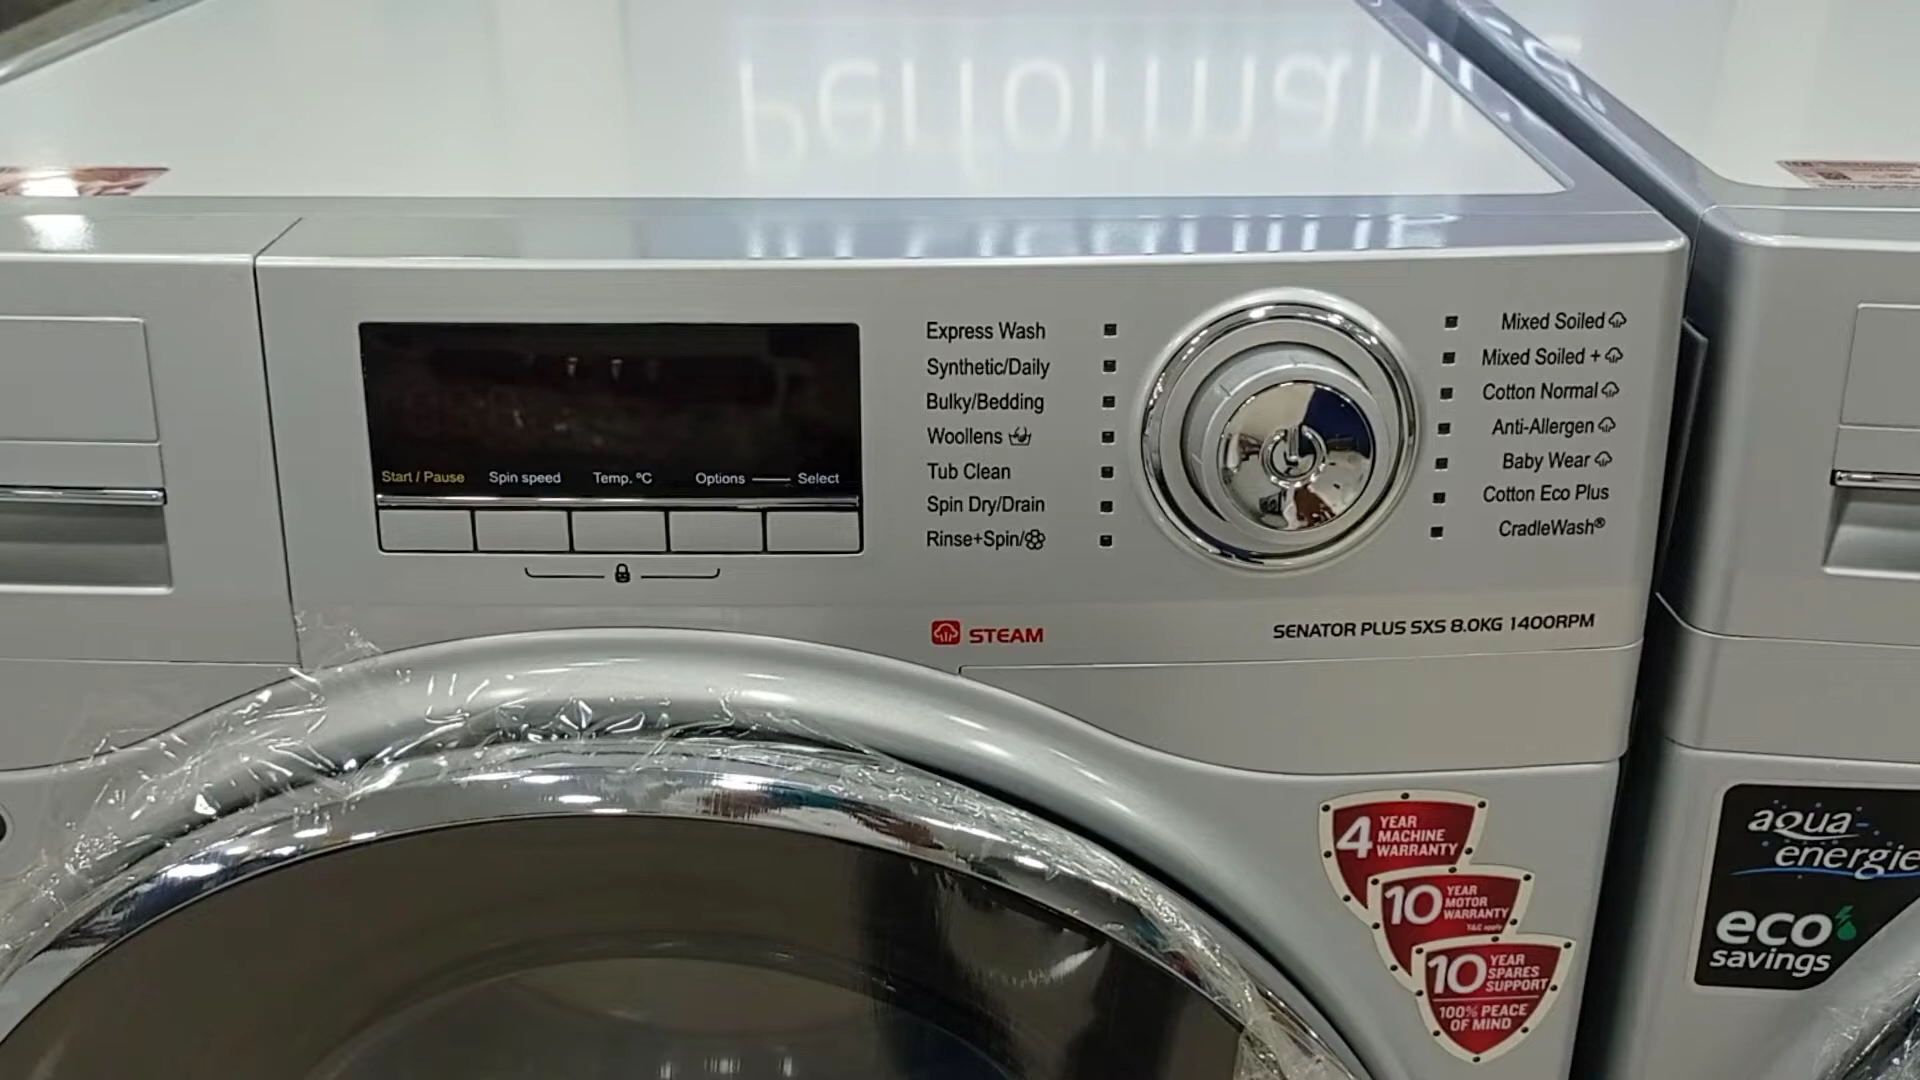 Performance
Express Wash
Synthetic/Daily
Bulky/Bedding
Woollens
Tub Clean
Spin Dry/Drain
Rinse+Spin/
Mixed Soiled
Mixed Soiled +
Cotton Normal
Anti-Allergen
Baby Wear
Cotton Eco Plus
CradleWash®
Start / Pause Spin speed Temp. ºC Options Select
STEAM
SENATOR PLUS SXS 8.0KG 1400RPM
4 YEAR
MACHINE
WARRANTY
10 YEAR
MOTOR
WARRANTY
T&C apply
10 YEAR
SPARES
SUPPORT
100% PEACE
OF MIND
aqua
energie
eco
savings